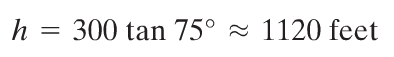 h = 300 tan 75° ≈ 1120 feet